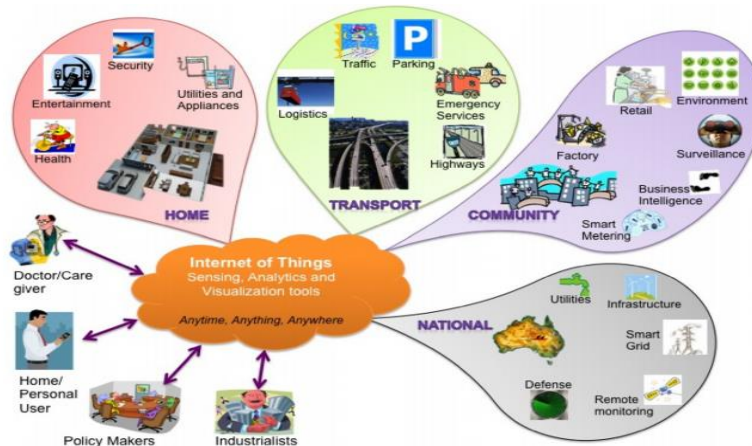 Security
Entertainment
Utilities and
Appliances
Health
HOME
Traffic
P
Parking
Logistics
Emergency
Services
Highways
TRANSPORT
Retail
Environment
Factory
Surveillance
Business
Intelligence
COMMUNITY
Smart
Metering
Internet of Things
Sensing, Analytics and
Visualization tools
Anytime, Anything, Anywhere
Doctor/Care
giver
Home/
Personal
User
Policy Makers
Industrialists
Utilities
Infrastructure
NATIONAL
Smart
Grid
Defense
Remote
monitoring